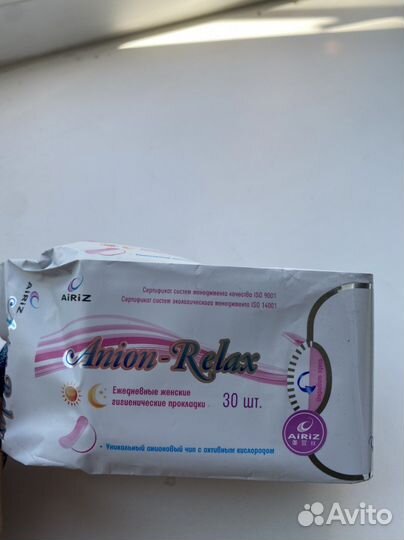 AiRiZ
AiRiZ
Сертификат систем менеджмента качества ISO 9001
Сертификат систем экологического менеджмента ISO 14001
Anion-Relax
Ежедневные женские
гигиенические прокладки
30 шт.
Уникальный анионовый чип с активным кислородом
AiRiZ
Avito